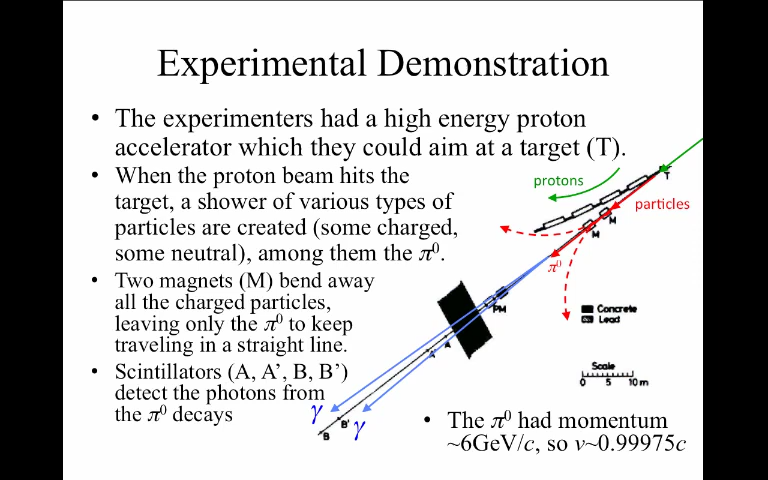 Experimental Demonstration
• The experimenters had a high energy proton
accelerator which they could aim at a target (T).
• When the proton beam hits the
target, a shower of various types of
particles are created (some charged,
some neutral), among them the π⁰.
• Two magnets (M) bend away
all the charged particles,
leaving only the π⁰ to keep
traveling in a straight line.
• Scintillators (A, A’, B, B’)
detect the photons from
the π⁰ decays
protons
T
particles
M
M
π⁰
PM
A
A'
Concrete
Lead
Scale
0 5 10 m
γ
B'
B
γ
• The π⁰ had momentum
~6GeV/c, so v~0.99975c